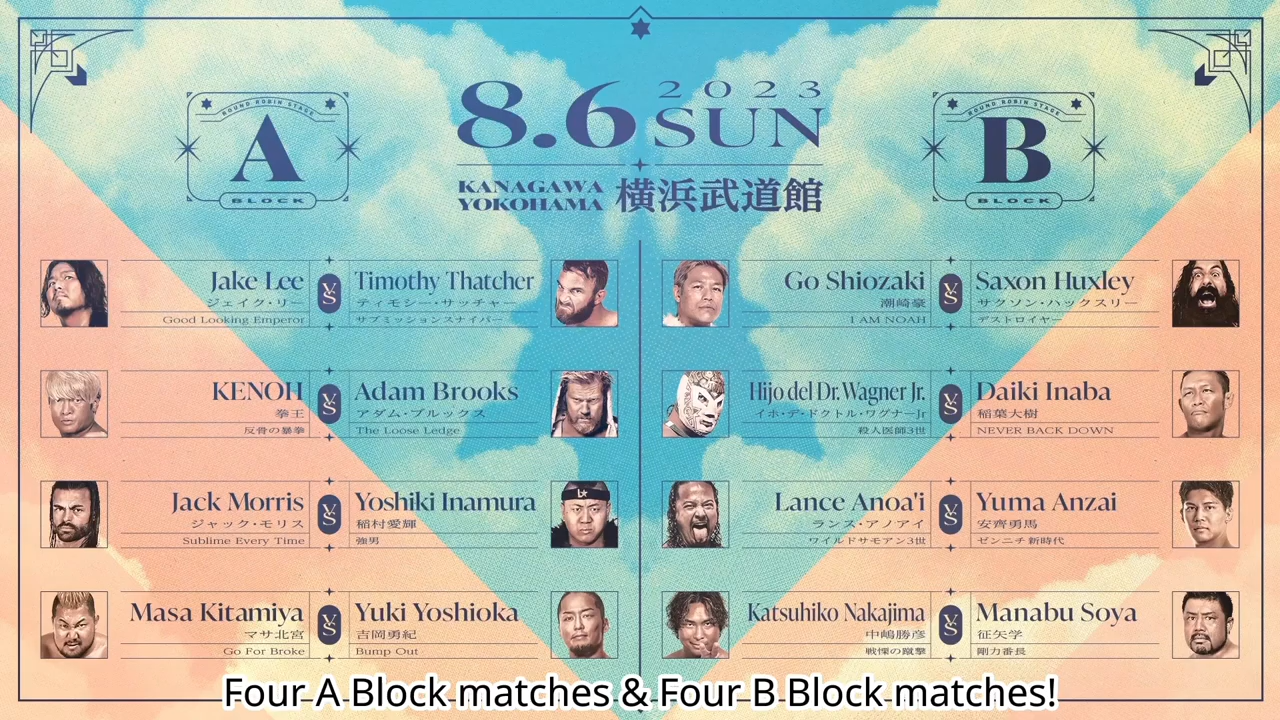 8.6
2023
SUN
KANAGAWA
YOKOHAMA
横浜武道館
ROUND ROBIN STAGE
A
BLOCK
Jake Lee
ジェイク・リー
Good Looking Emperor
VS
Timothy Thatcher
ティモシー・サッチャー
サブミッションスナイパー
KENOH
拳王
反骨の暴拳
VS
Adam Brooks
アダム・ブルックス
The Loose Ledge
Jack Morris
ジャック・モリス
Sublime Every Time
VS
Yoshiki Inamura
稲村愛輝
強男
Masa Kitamiya
マサ北宮
Go For Broke
VS
Yuki Yoshioka
吉岡勇紀
Bump Out
ROUND ROBIN STAGE
B
BLOCK
Go Shiozaki
潮崎豪
I AM NOAH
VS
Saxon Huxley
サクソン・ハックスリー
デストロイヤー
Hijo del Dr. Wagner Jr.
イホ・デ・ドクトル・ワグナーJr
殺人医師3世
VS
Daiki Inaba
稲葉大樹
NEVER BACK DOWN
Lance Anoa'i
ランス・アノアイ
ワイルドサモアン3世
VS
Yuma Anzai
安齊勇馬
ゼンニチ新時代
Katsuhiko Nakajima
中嶋勝彦
戦慄の蹴撃
VS
Manabu Soya
征矢学
剛力番長
Four A Block matches & Four B Block matches!